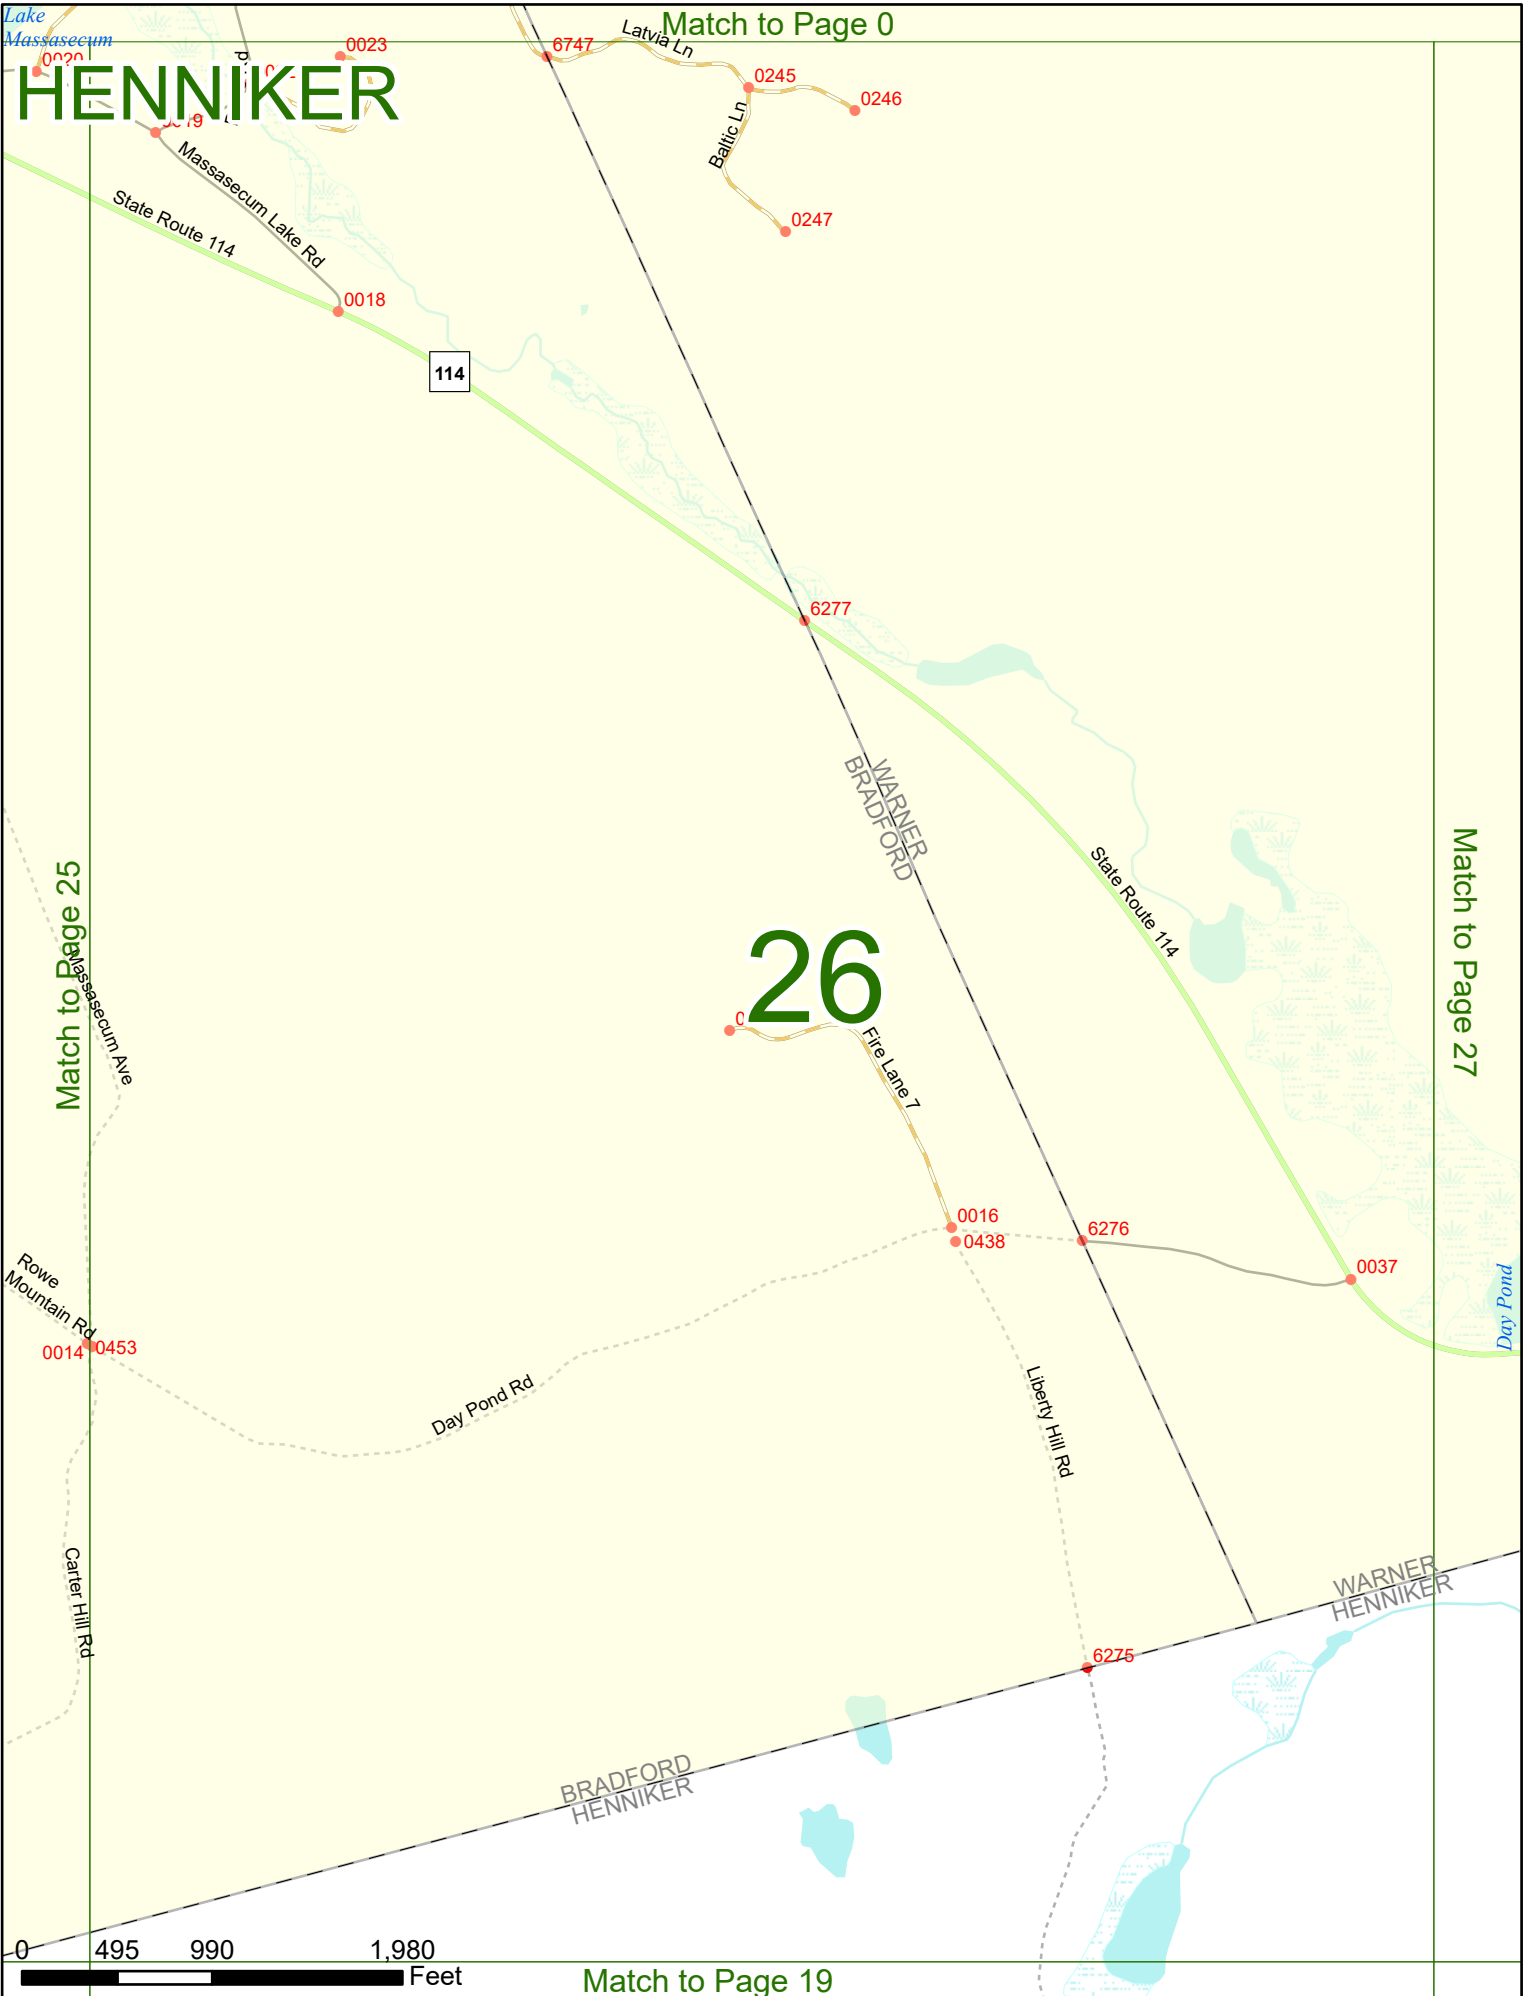 Lake
Massasecum
Match to Page 0
HENNIKER
0020
0023
0019
6747
Latvia Ln
0245
0246
Baltic Ln
0247
Massasecum Lake Rd
State Route 114
0018
114
6277
WARNER
BRADFORD
State Route 114
Match to Page 25
Match to Page 27
Massasecum Ave
26
Fire Lane 7
0016
0438
6276
0037
Day Pond
Rowe
Mountain Rd
0014
0453
Day Pond Rd
Liberty Hill Rd
Carter Hill Rd
WARNER
HENNIKER
6275
BRADFORD
HENNIKER
0 495 990 1,980
Feet
Match to Page 19